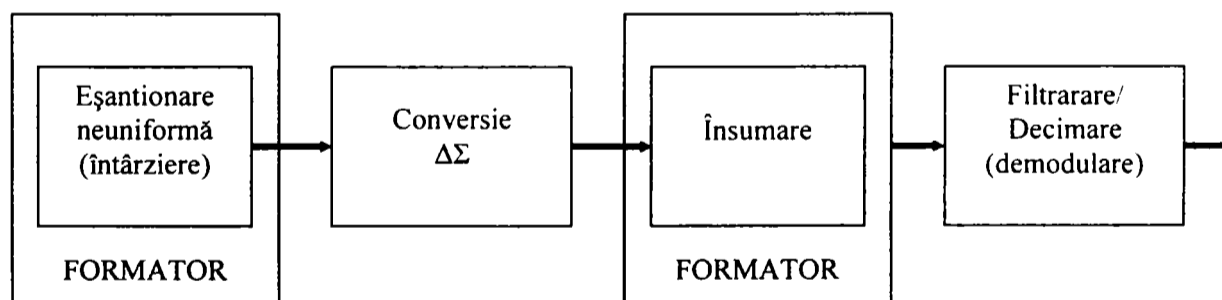 Eşantionare
neuniformă
(întârziere)
FORMATOR
Conversie
ΔΣ
Însumare
FORMATOR
Filtrarare/
Decimare
(demodulare)